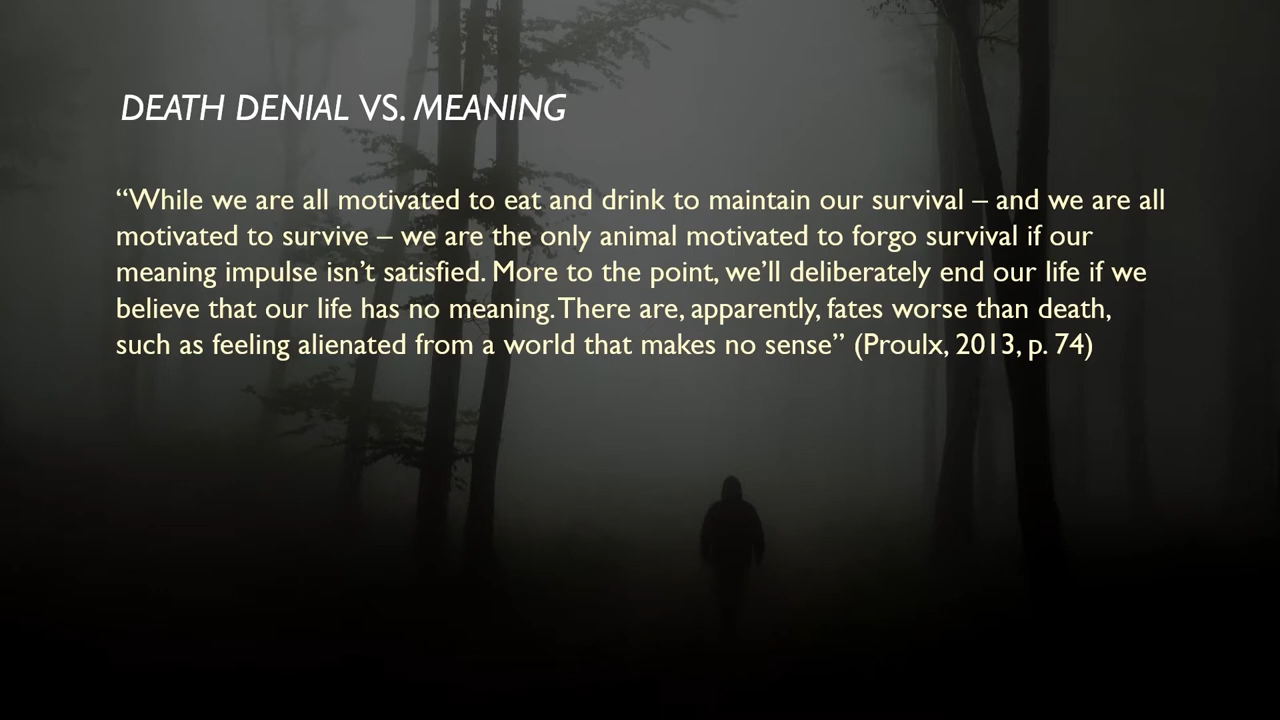 DEATH DENIAL VS. MEANING
“While we are all motivated to eat and drink to maintain our survival – and we are all
motivated to survive – we are the only animal motivated to forgo survival if our
meaning impulse isn’t satisfied. More to the point, we’ll deliberately end our life if we
believe that our life has no meaning. There are, apparently, fates worse than death,
such as feeling alienated from a world that makes no sense” (Proulx, 2013, p. 74)